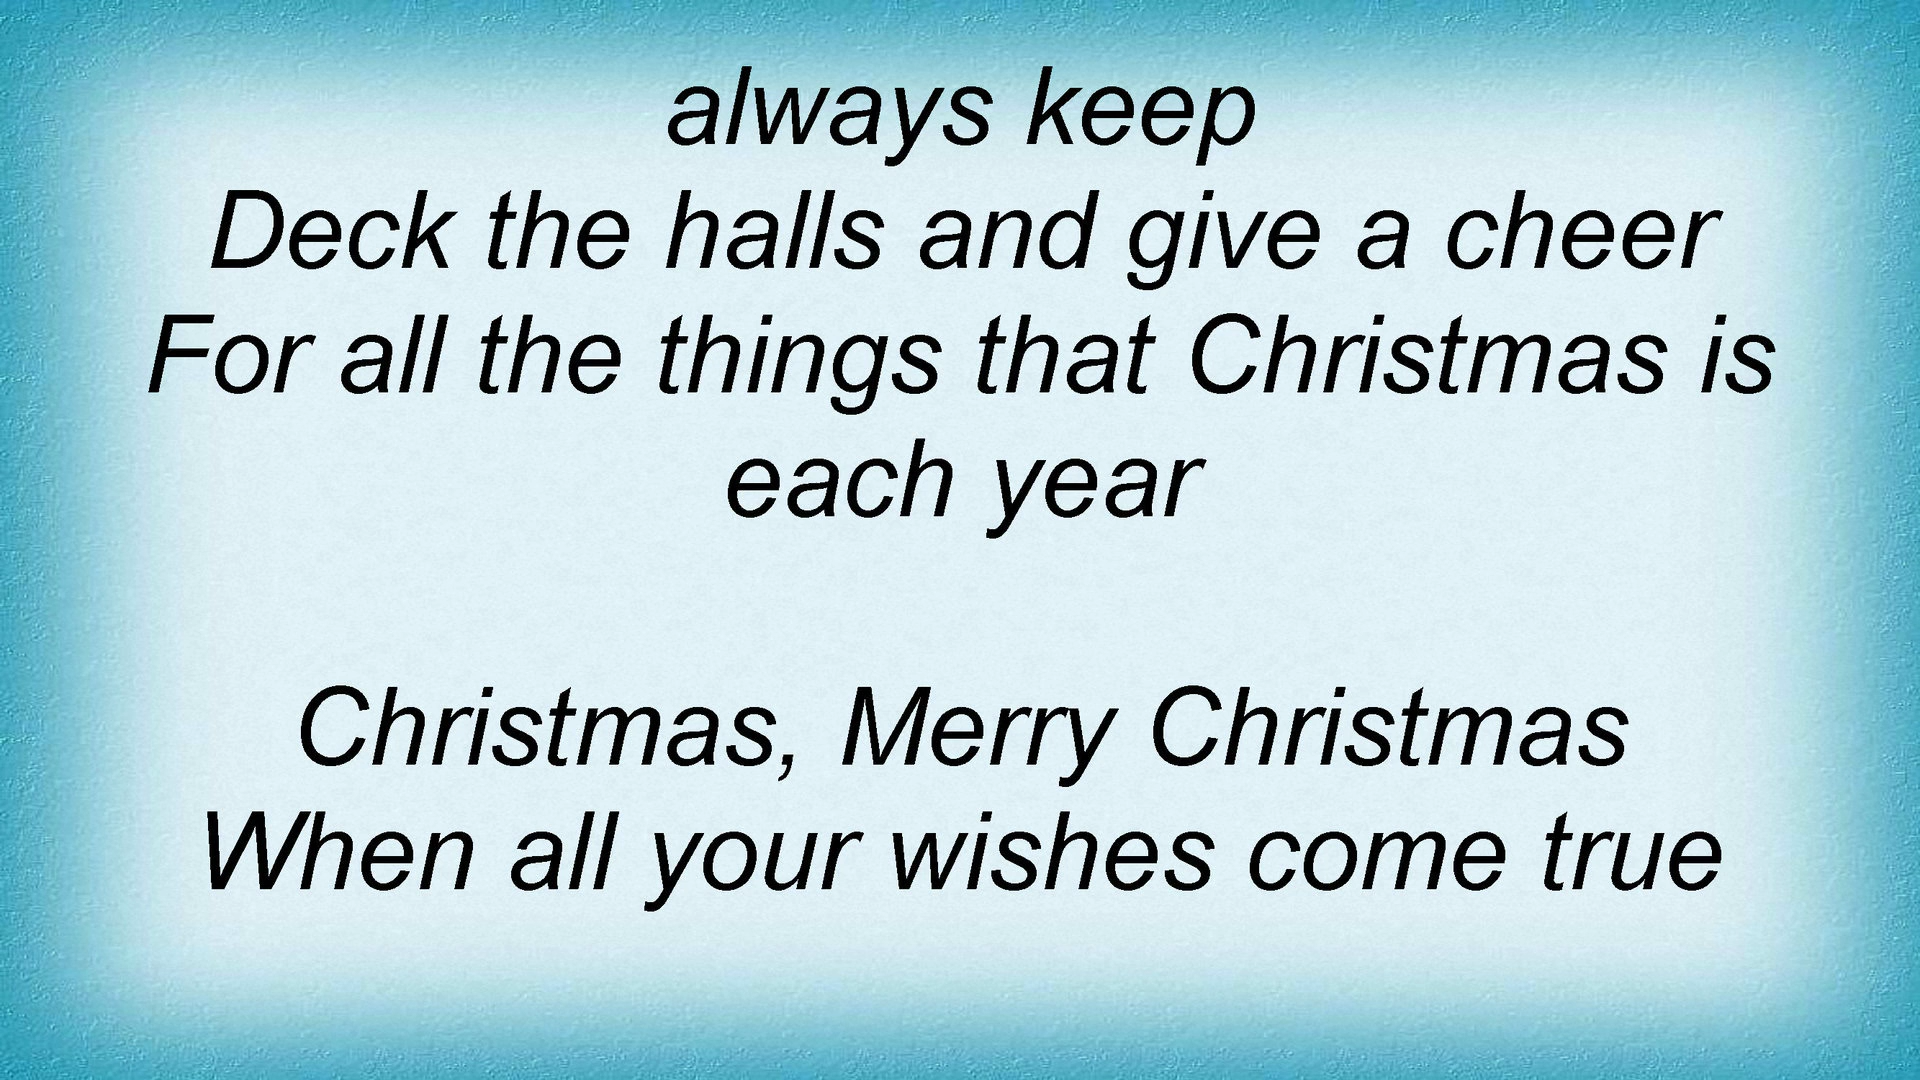 always keep
Deck the halls and give a cheer
For all the things that Christmas is
each year
Christmas, Merry Christmas
When all your wishes come true